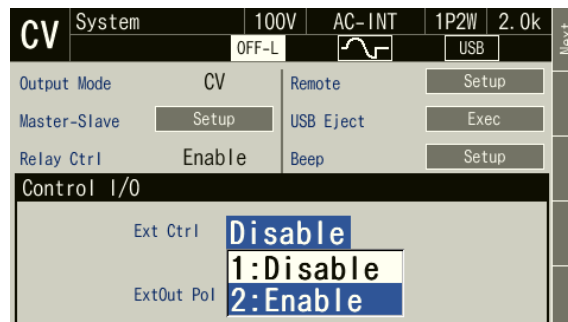 CV System 100V AC-INT 1P2W 2.0k
OFF-L USB
Next
Output Mode CV Remote Setup
Master-Slave Setup USB Eject Exec
Relay Ctrl Enable Beep Setup
Control I/O
Ext Ctrl Disable
1:Disable
ExtOut Pol 2:Enable